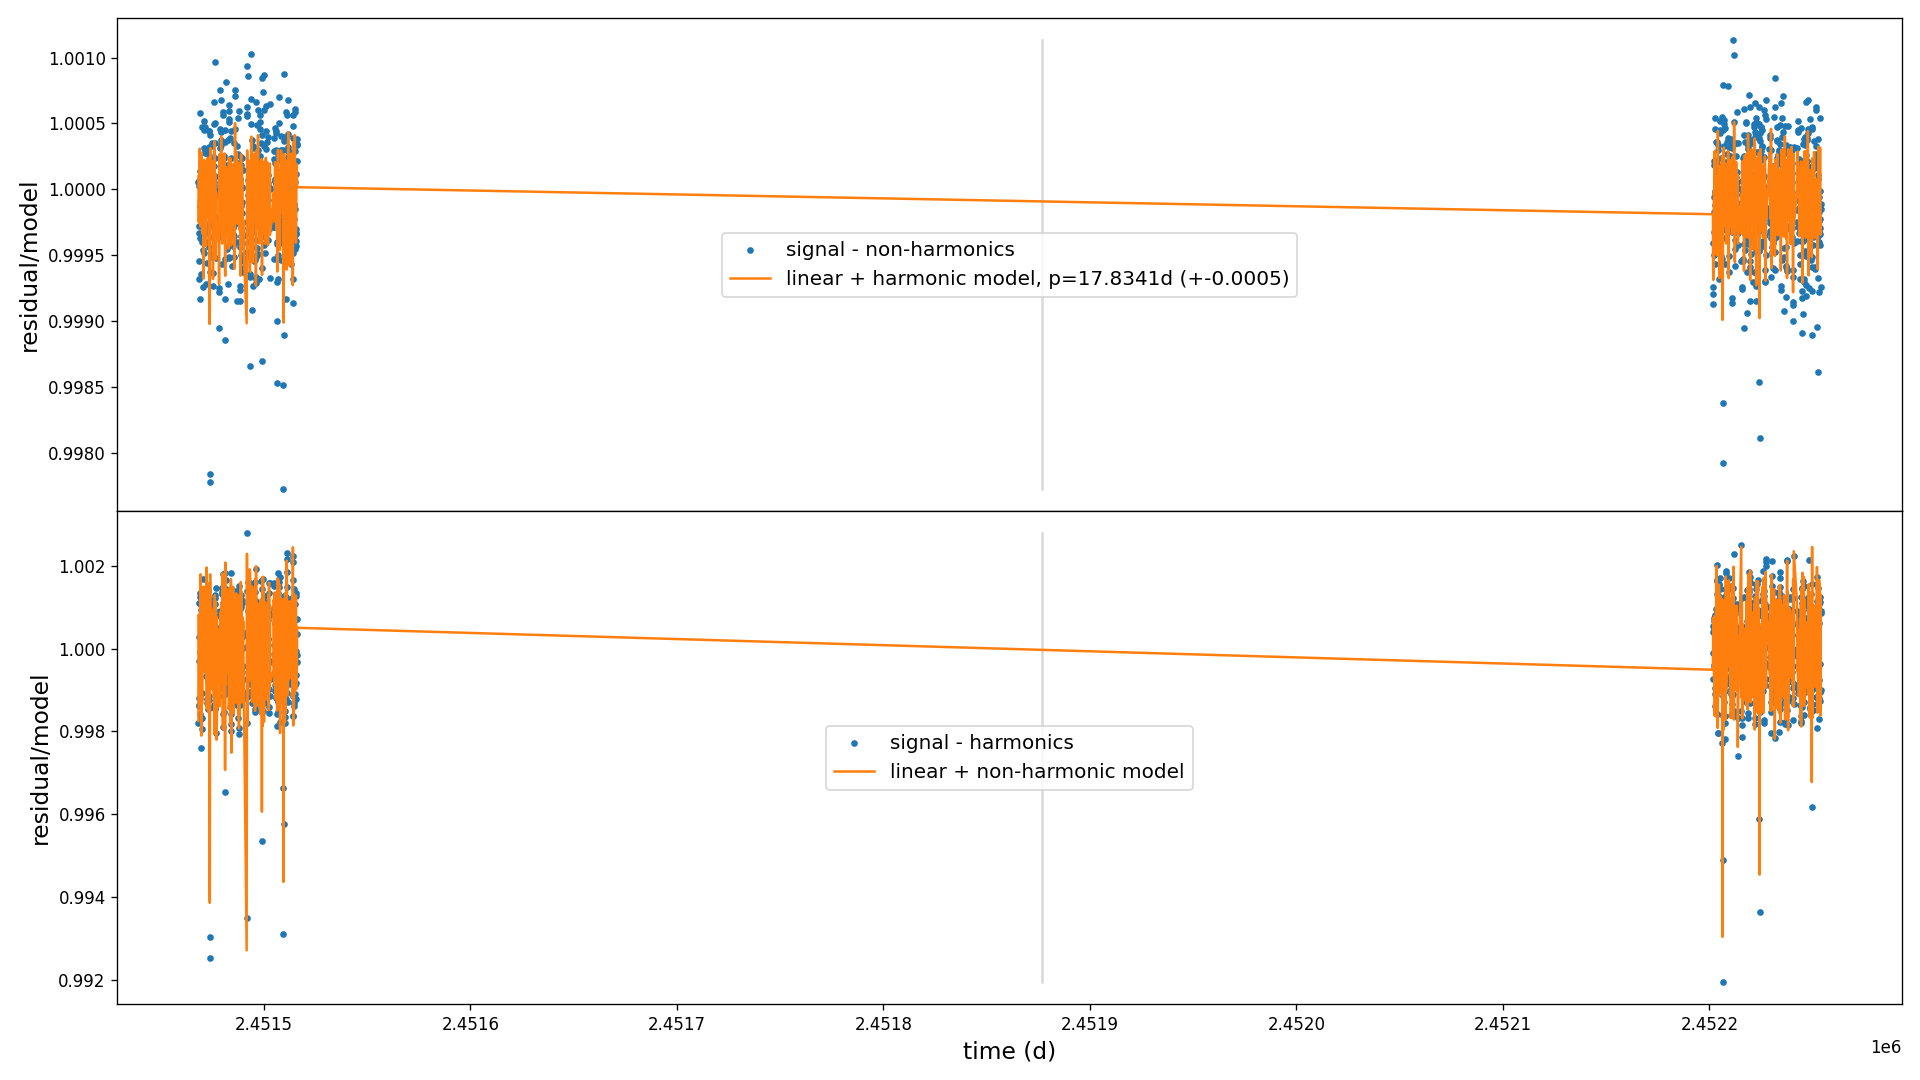 1.0010
1.0005
1.0000
0.9995
0.9990
0.9985
0.9980
residual/model
signal - non-harmonics
linear + harmonic model, p=17.8341d (+-0.0005)
1.002
1.000
0.998
0.996
0.994
0.992
residual/model
signal - harmonics
linear + non-harmonic model
2.4515 2.4516 2.4517 2.4518 2.4519 2.4520 2.4521 2.4522
1e6
time (d)